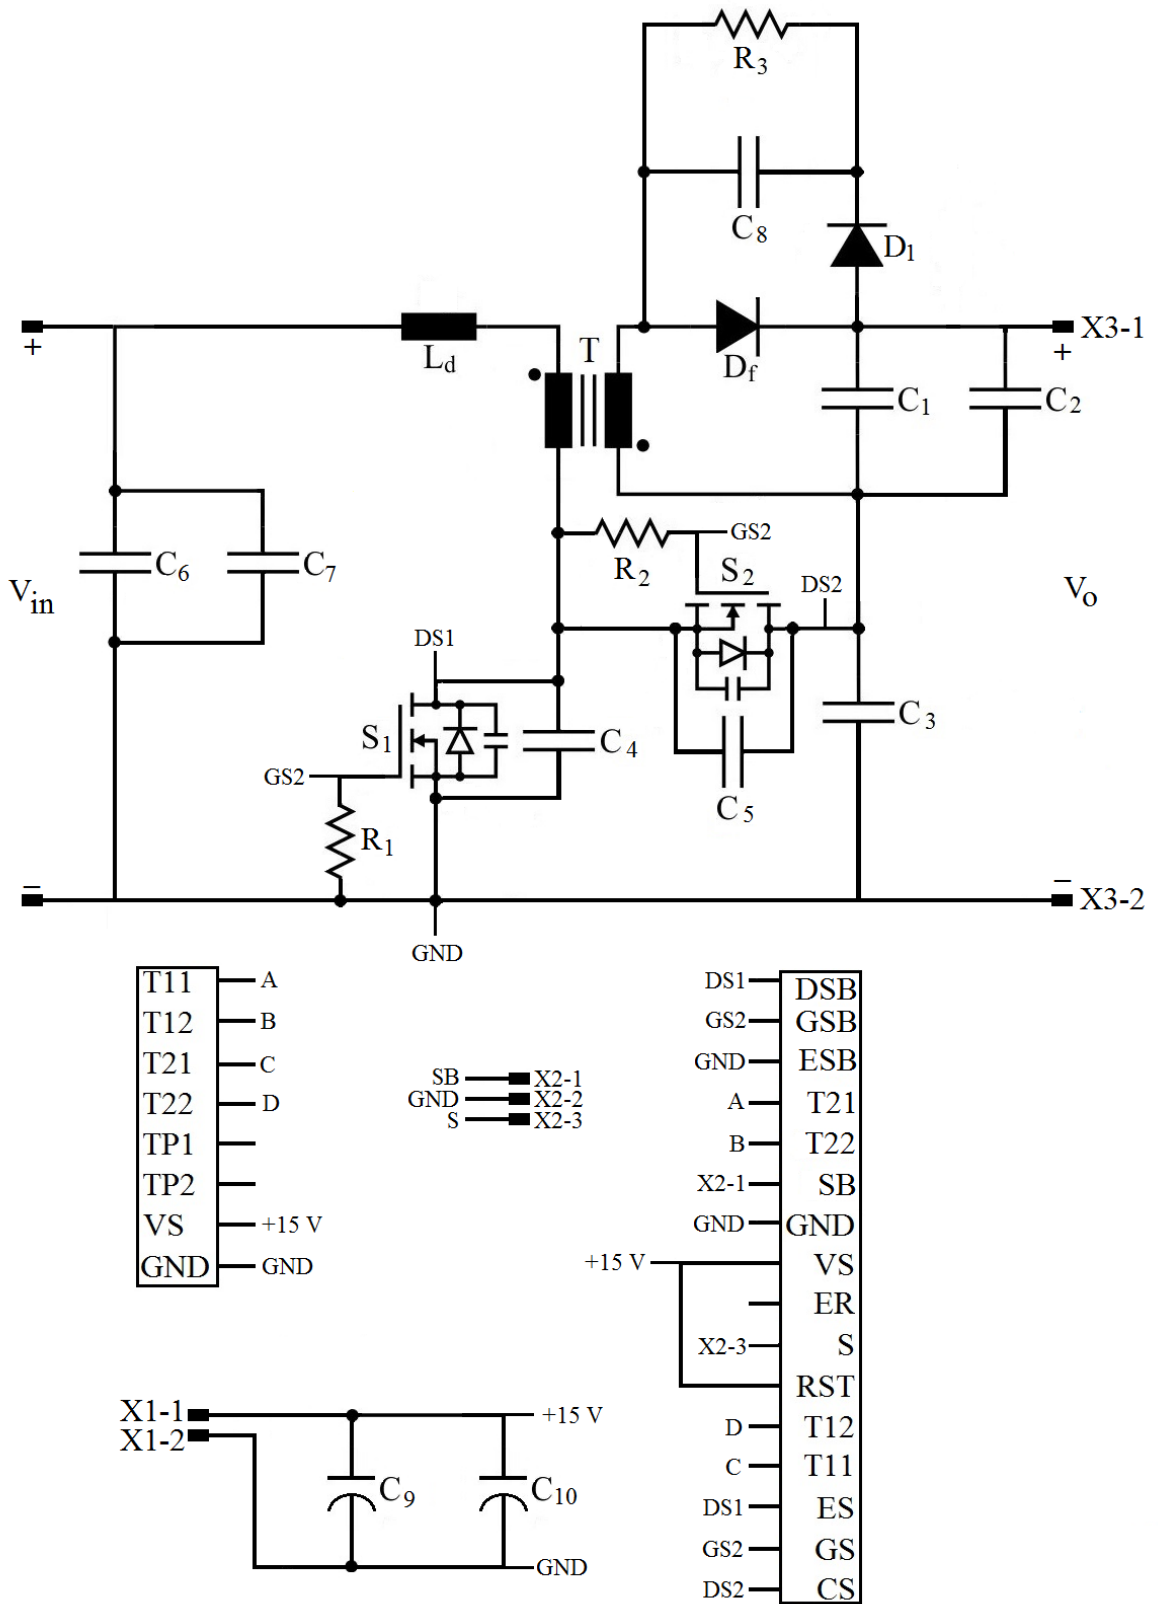 R3
C8
D1
X3-1
+
+
Ld
T
Df
C1
C2
GS2
R2
S2
DS2
C6
C7
Vin
Vo
DS1
S1
C4
C3
GS2
C5
R1
–
–
X3-2
GND
T11 A
T12 B
T21 C
T22 D
TP1
TP2
VS +15 V
GND GND
SB X2-1
GND X2-2
S X2-3
DS1 DSB
GS2 GSB
GND ESB
A T21
B T22
X2-1 SB
GND GND
+15 V VS
ER
X2-3 S
RST
D T12
C T11
DS1 ES
GS2 GS
DS2 CS
X1-1 +15 V
X1-2
C9
C10
GND